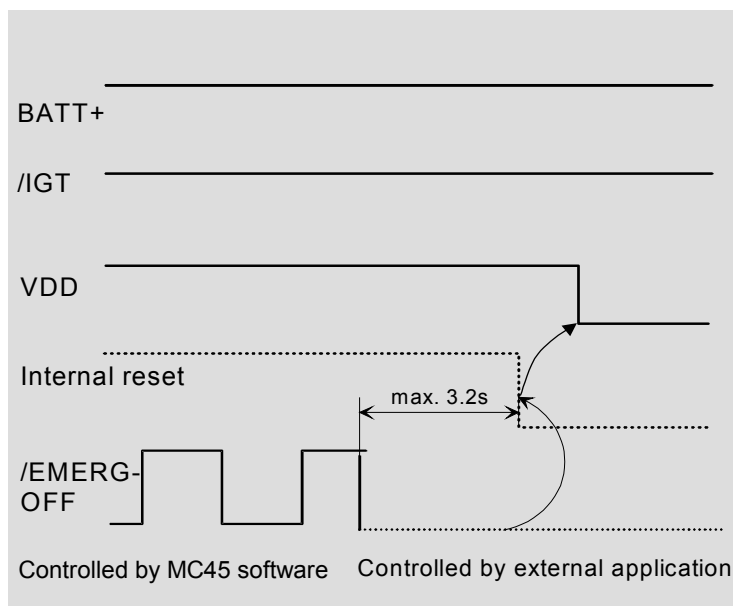 BATT+
/IGT
VDD
Internal reset
max. 3.2s
/EMERG-
OFF
Controlled by MC45 software
Controlled by external application